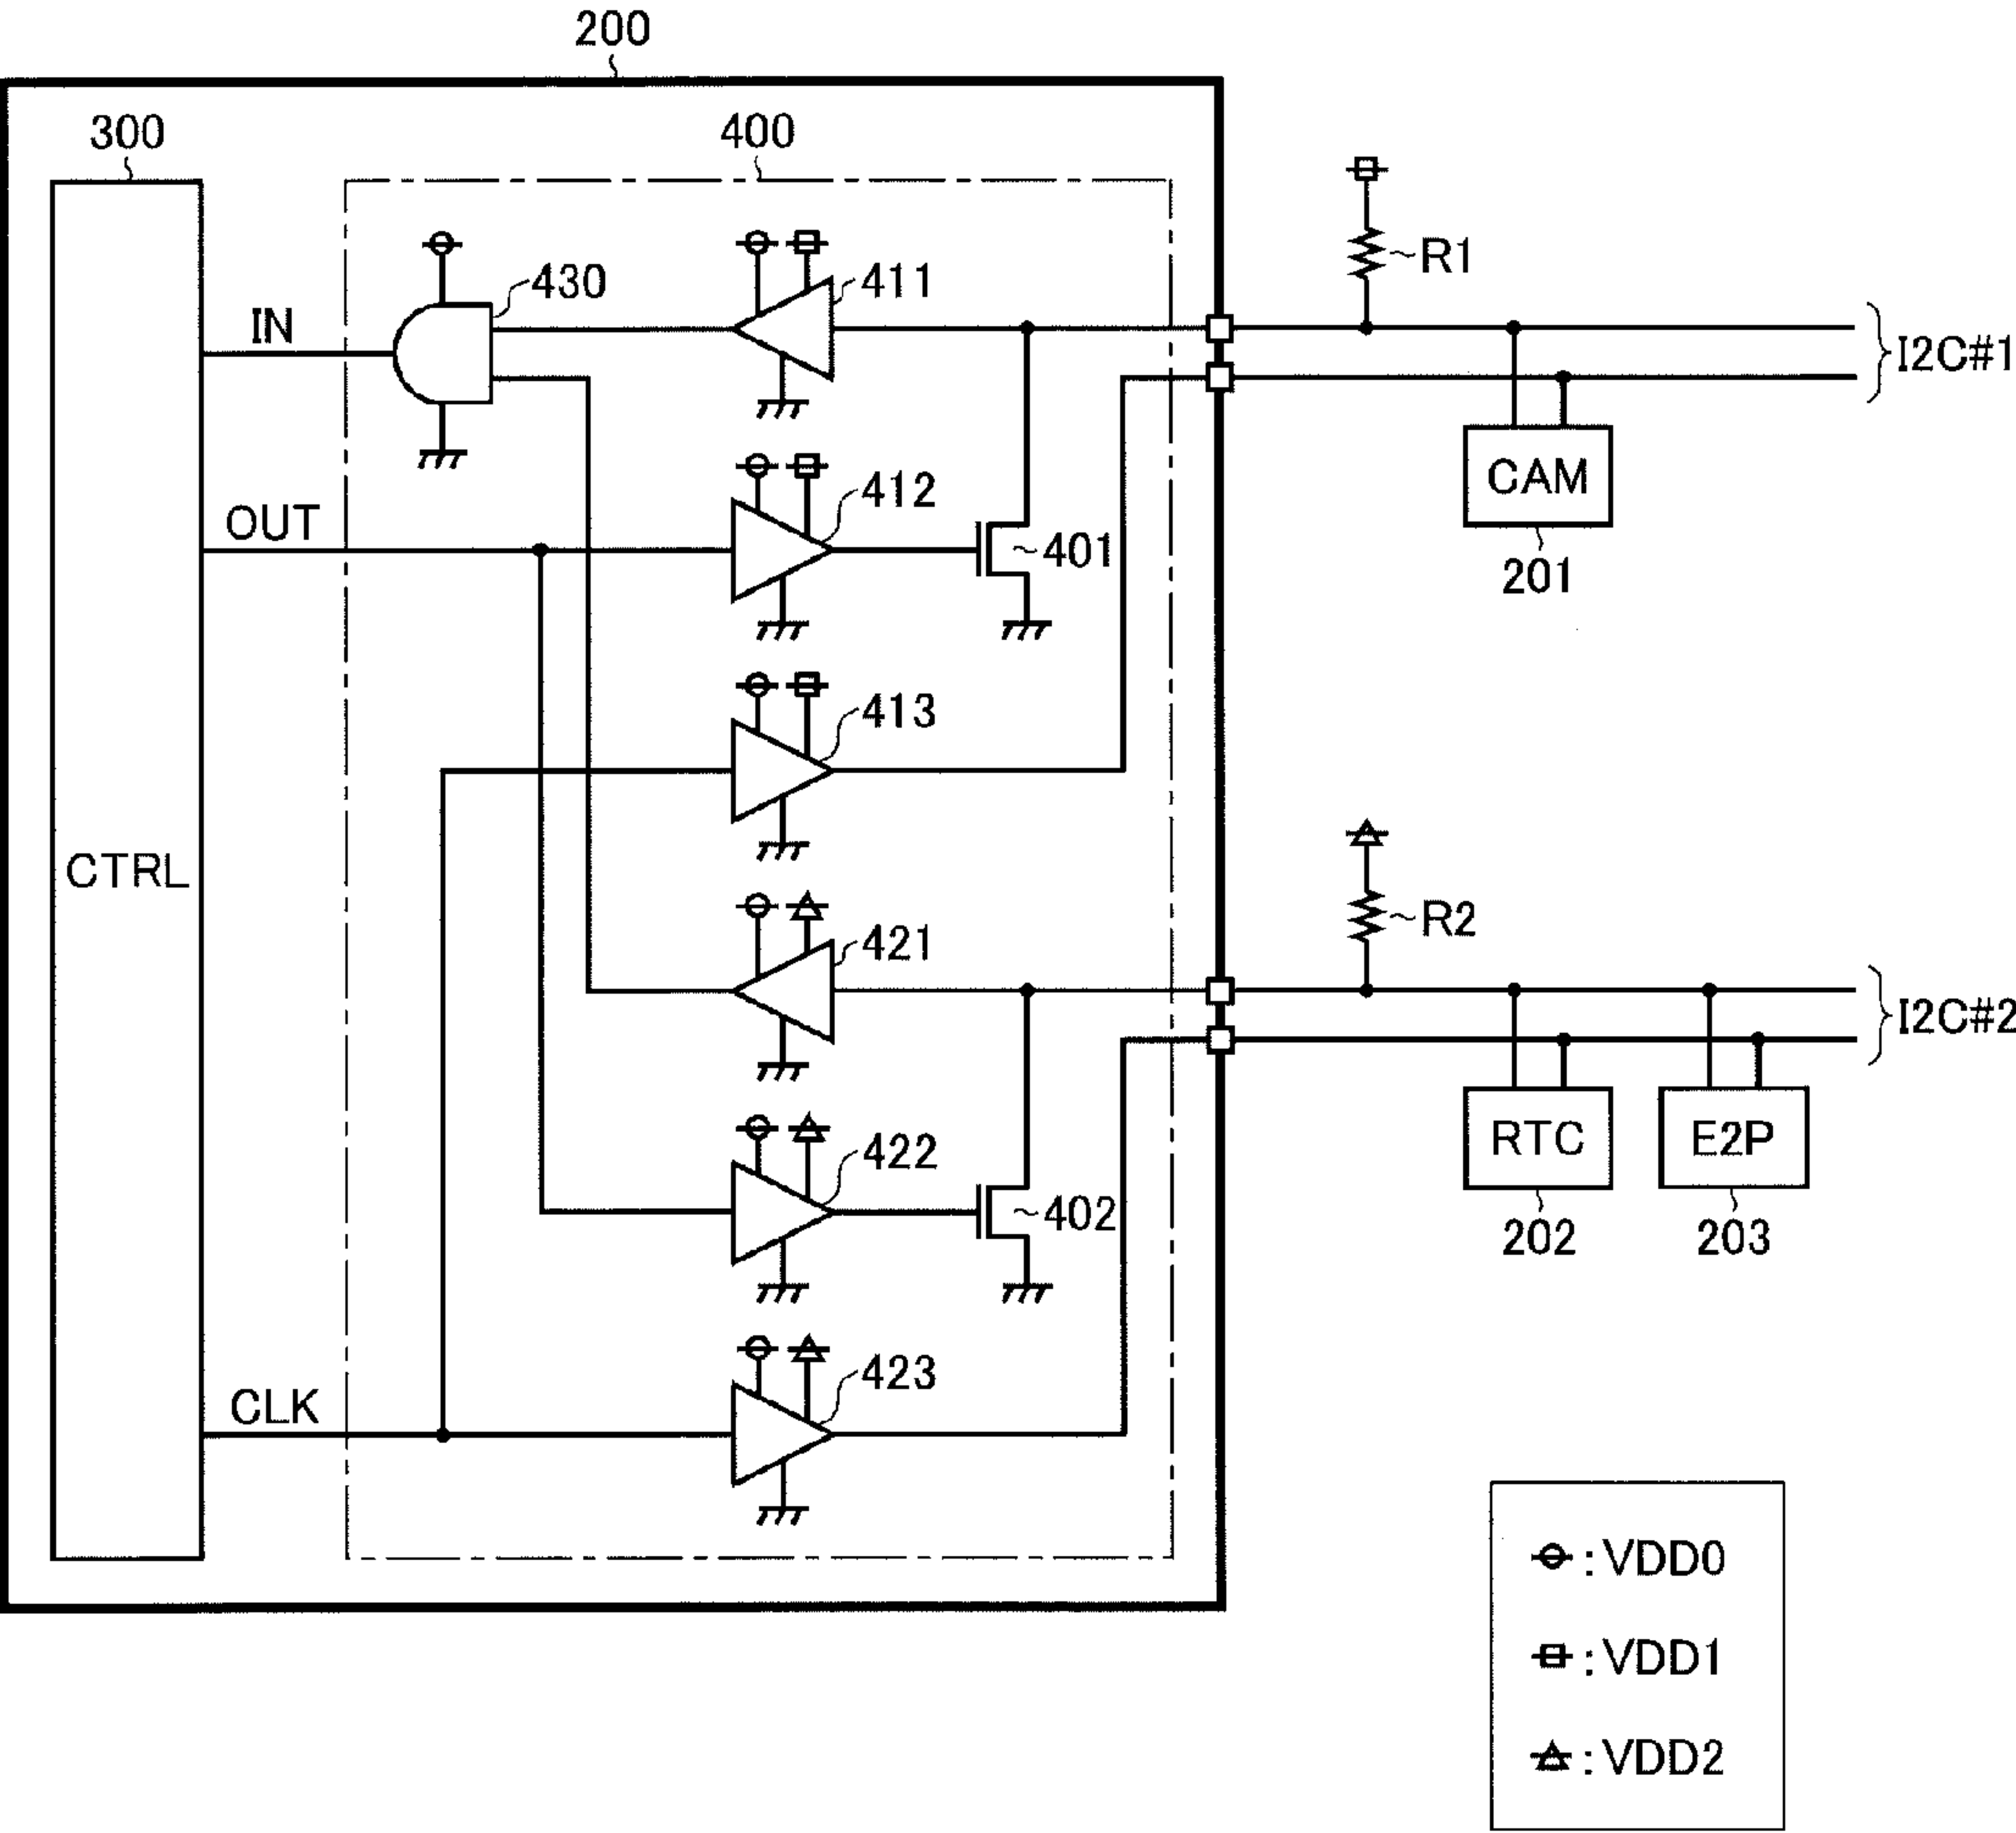 200
300
400
430
411
IN
R1
I2C#1
CAM
201
412
OUT
401
413
CTRL
421
R2
I2C#2
RTC
E2P
202
203
422
402
423
CLK
: VDD0
: VDD1
: VDD2